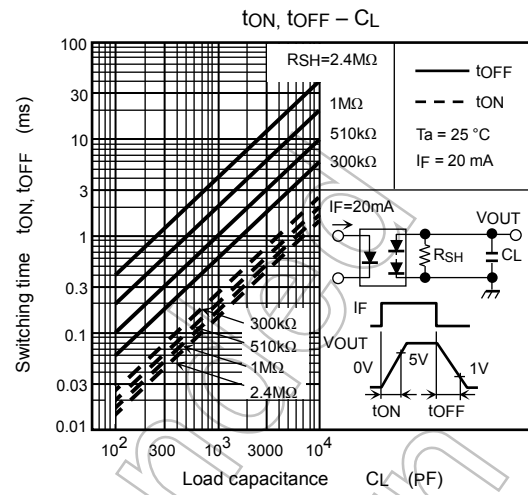 tON, tOFF – CL
Switching time tON, tOFF (ms)
100
30
10
3
1
0.3
0.1
0.03
0.01
10²
300
10³
3000
10⁴
Load capacitance CL (PF)
RSH=2.4MΩ
1MΩ
510kΩ
300kΩ
300kΩ
510kΩ
1MΩ
2.4MΩ
tOFF
tON
Ta = 25 °C
IF = 20 mA
IF=20mA
VOUT
RSH
CL
IF
VOUT
0V
5V
1V
tON
tOFF